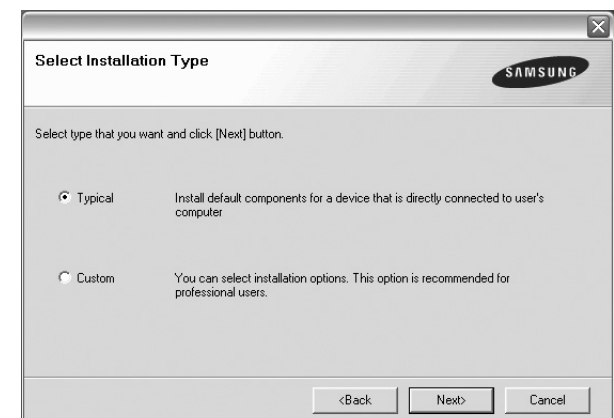 Select Installation Type
SAMSUNG
Select type that you want and click [Next] button.
Typical
Install default components for a device that is directly connected to user's
computer
Custom
You can select installation options. This option is recommended for
professional users.
<Back
Next>
Cancel